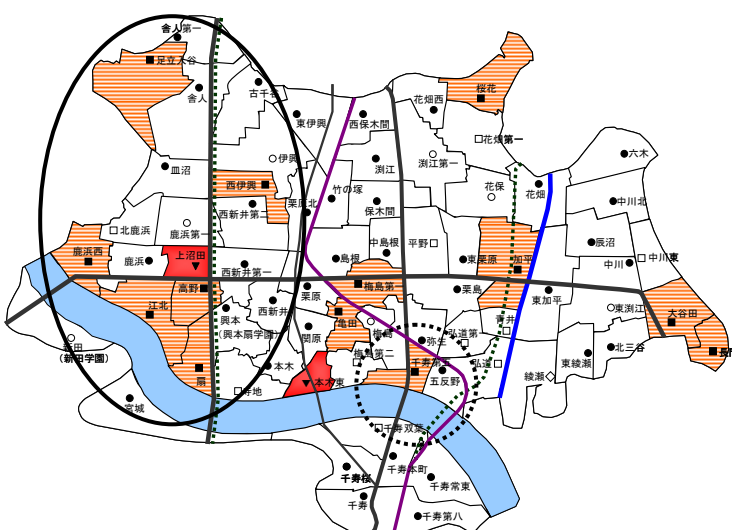 舎人第一
足立入谷
舎人
古千谷
桜花
花畑西
東伊興
西保木間
花畑第一
伊興
渕江
渕江第一
六木
皿沼
西伊興
竹の塚
花保
花畑
栗原北
保木間
中川北
西新井第二
北鹿浜
鹿浜第一
中島根
平野
辰沼
鹿浜西
鹿浜
上沼田
西新井第一
島根
東栗原
加平
中川
中川東
高野
栗原
梅島第一
栗島
東加平
江北
興本
(興本扇学園)
西新井
亀田
梅島
青井
東渕江
大谷田
関原
弥生
弘道第一
新田
(新田学園)
梅島第二
北三谷
東綾瀬
本木
千寿第
弘道
扇
本木東
五反野
綾瀬
寺地
宮城
千寿双葉
千寿本町
千寿桜
千寿常東
千寿
千寿第八